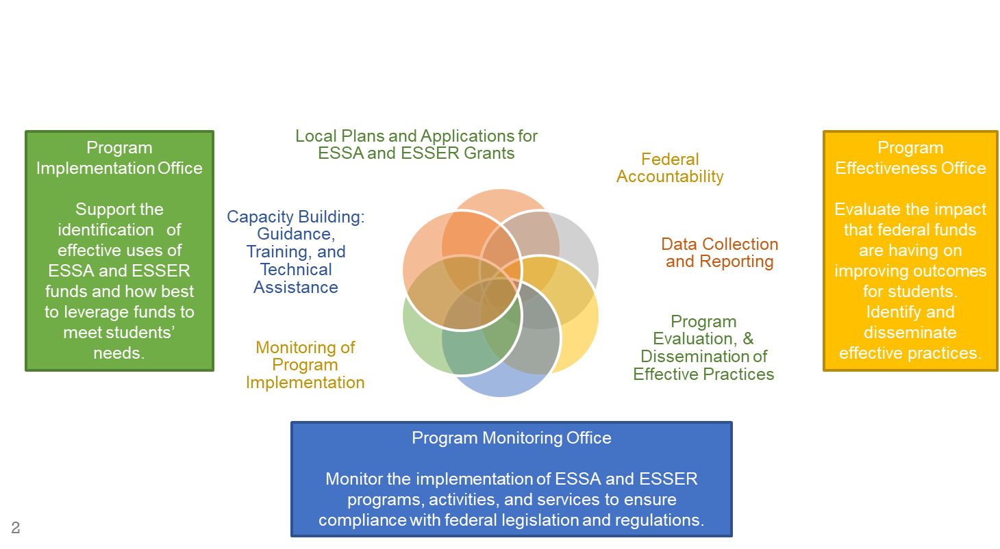 Local Plans and Applications for
ESSA and ESSER Grants
Program
Implementation Office
Support the
identification of
effective uses of
ESSA and ESSER
funds and how best
to leverage funds to
meet students’
needs.
Federal
Accountability
Program
Effectiveness Office
Evaluate the impact
that federal funds
are having on
improving outcomes
for students.
Identify and
disseminate
effective practices.
Capacity Building:
Guidance,
Training, and
Technical
Assistance
Data Collection
and Reporting
Monitoring of
Program
Implementation
Program
Evaluation, &
Dissemination of
Effective Practices
Program Monitoring Office
Monitor the implementation of ESSA and ESSER
programs, activities, and services to ensure
compliance with federal legislation and regulations.
2